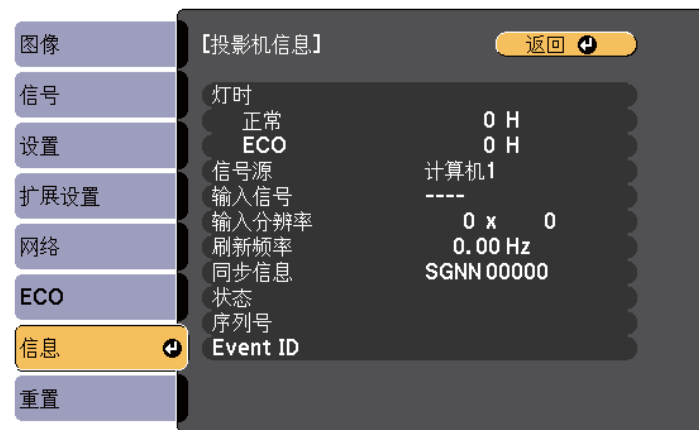 图像
信号
设置
扩展设置
网络
ECO
信息
重置
[投影机信息]
返回
灯时
正常 0 H
ECO 0 H
信号源 计算机1
输入信号 ----
输入分辨率 0 x 0
刷新频率 0.00 Hz
同步信息 SGNN 00000
状态
序列号
Event ID